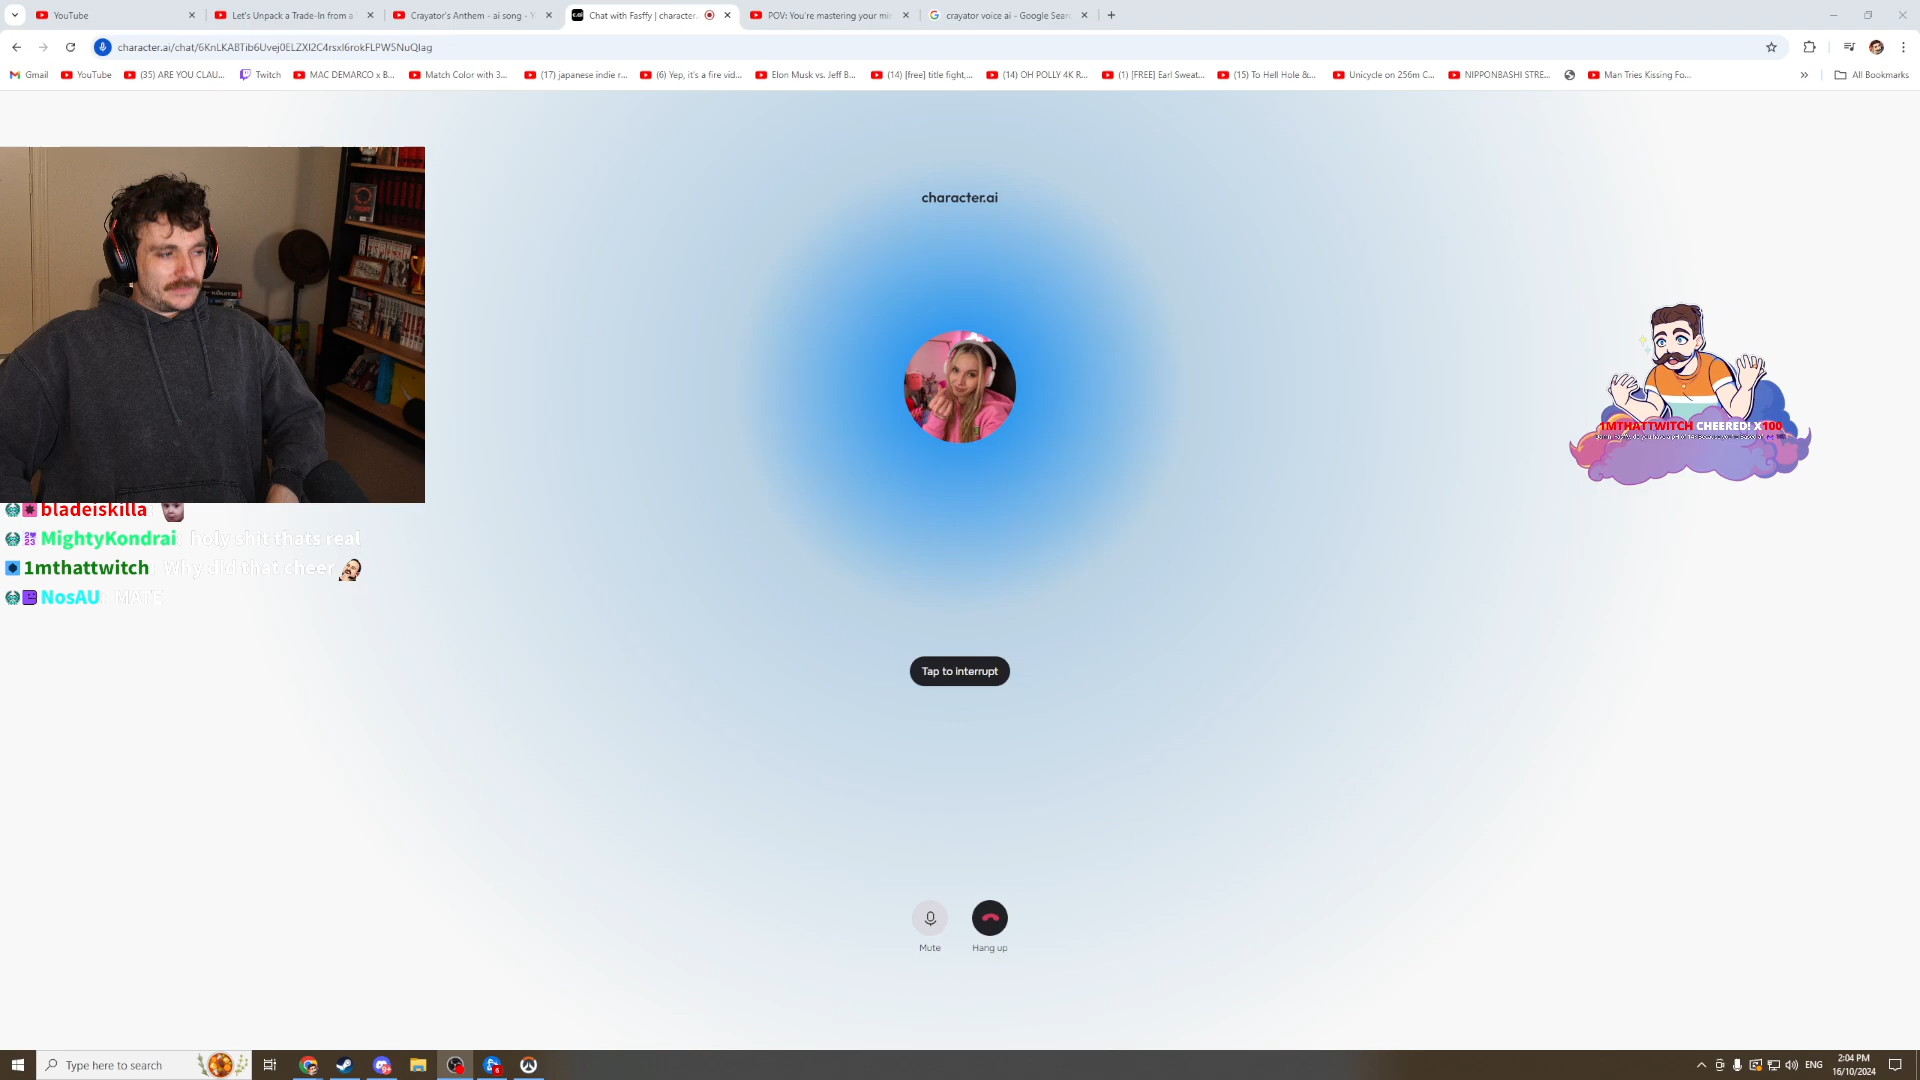 YouTube
Let's Unpack a Trade-In from a
Crayator's Anthem - ai song - Y
Chat with Fasffy | character.
POV: You're mastering your mi
crayator voice ai - Google Sear
character.ai/chat/6KnLKABTib6Uvej0ELZXl2C4rsxl6rokFLPWSNuQIag
Gmail
YouTube
(35) ARE YOU CLAU...
Twitch
MAC DEMARCO x B...
Match Color with 3...
(17) japanese indie r...
(6) Yep, it's a fire vid...
Elon Musk vs. Jeff B...
(14) [free] title fight,...
(14) OH POLLY 4K R...
(1) [FREE] Earl Sweat...
(15) To Hell Hole &...
Unicycle on 256m C...
NIPPONBASHI STRE...
Man Tries Kissing Fo...
All Bookmarks
character.ai
1MTHATTWITCH CHEERED! X100
bladeiskilla
MightyKondrai: holy shit thats real
1mthattwitch: Why did that cheer
NosAU: MATE
Tap to interrupt
Mute
Hang up
Type here to search
ENG
2:04 PM
16/10/2024